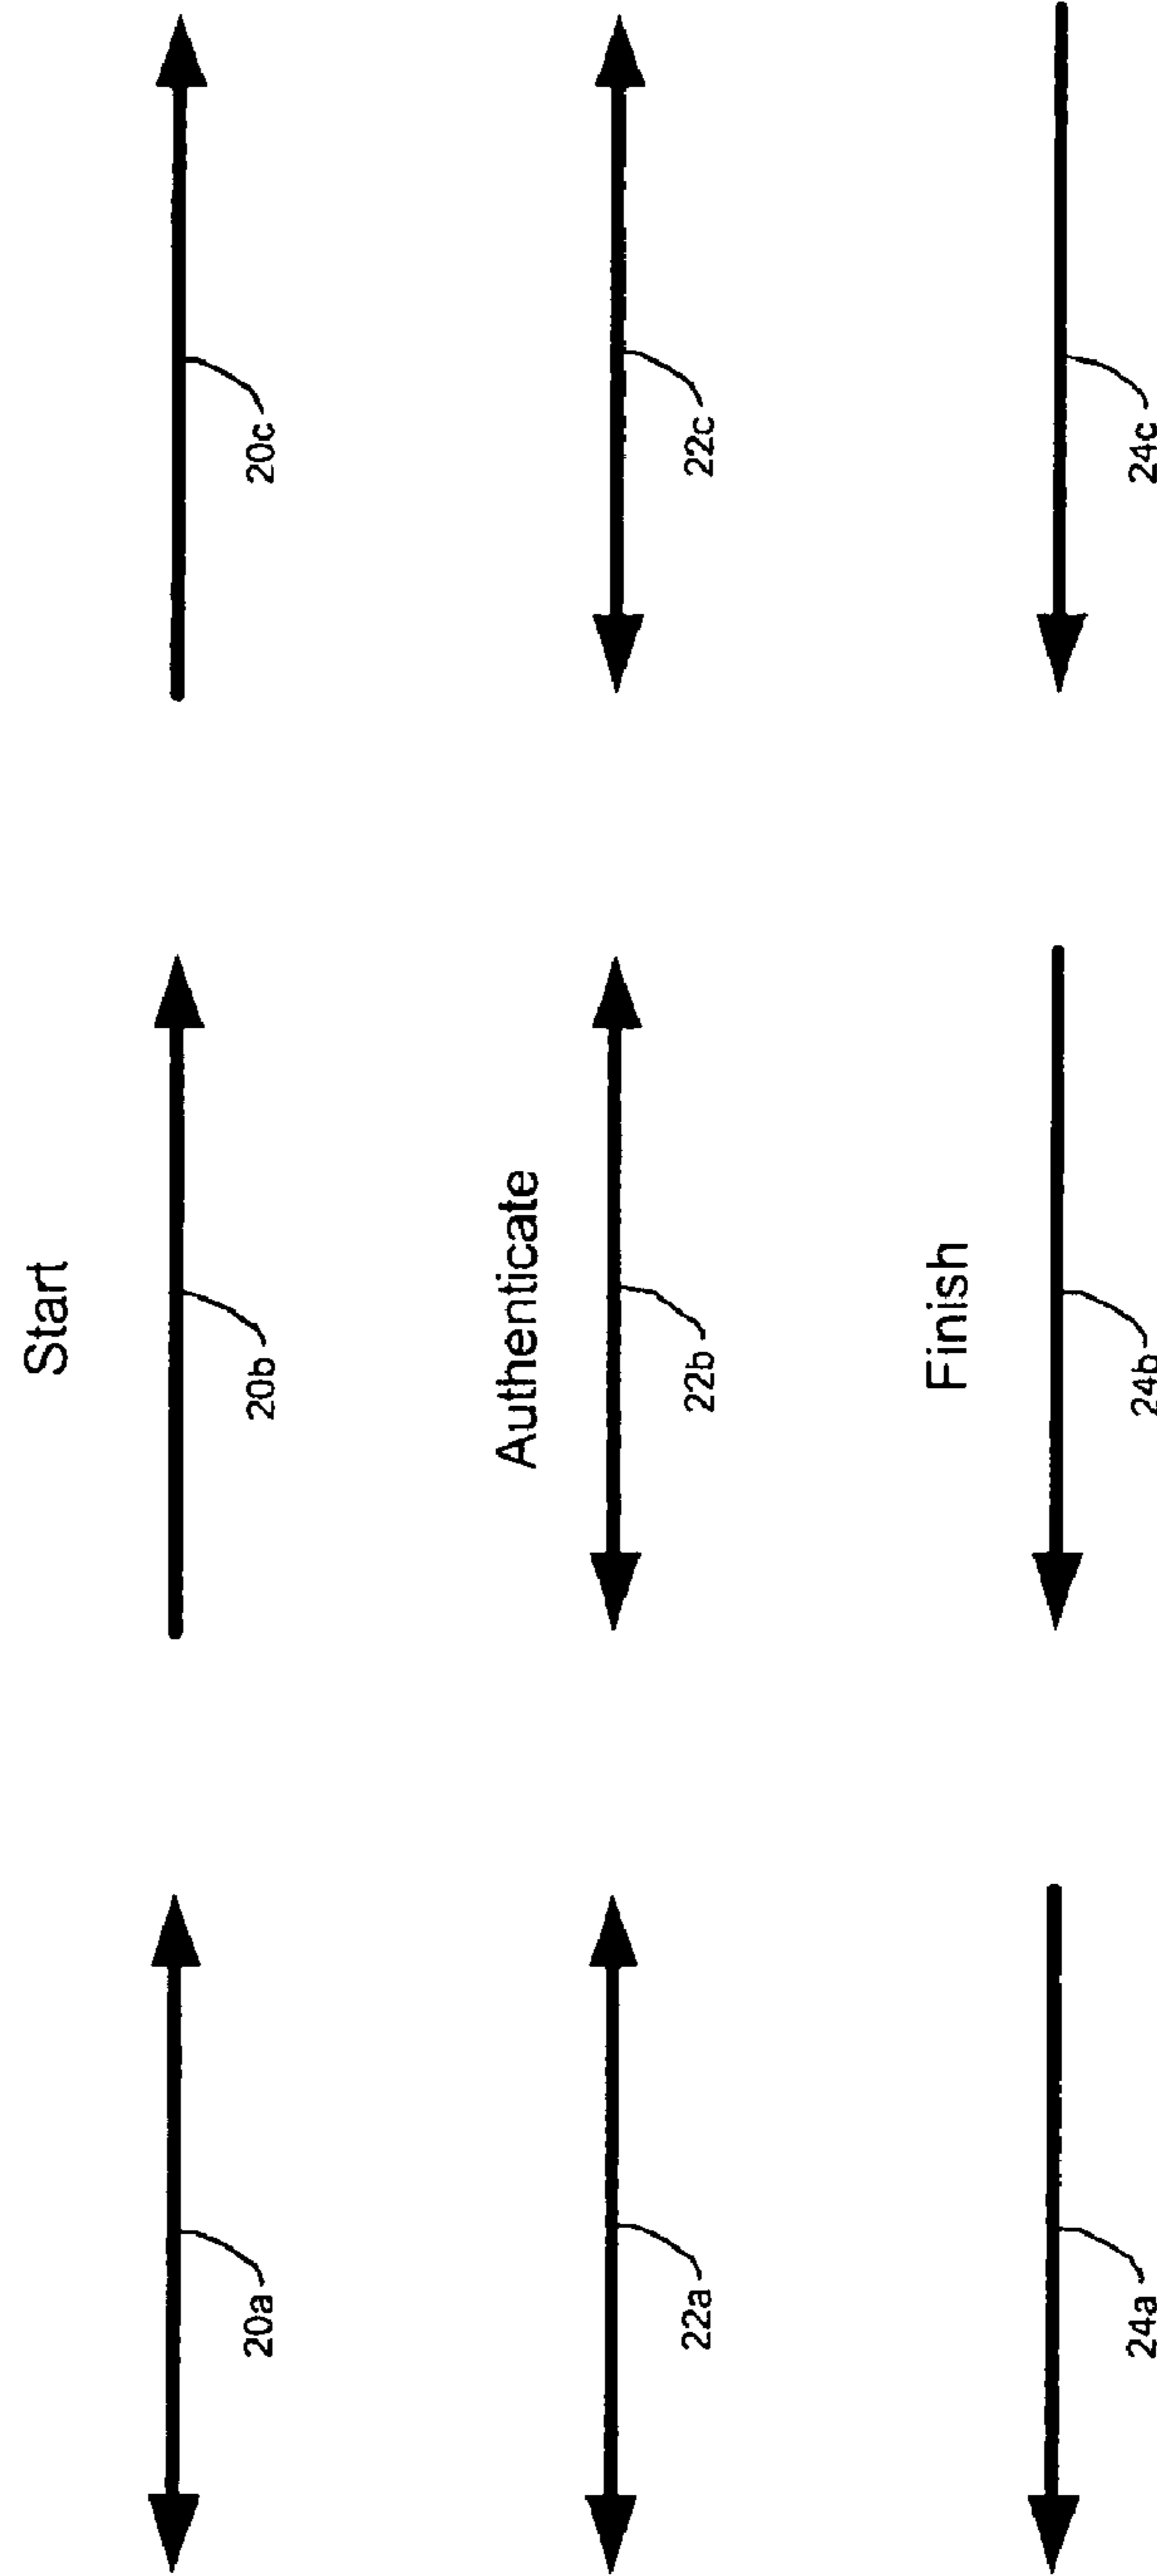 Start
20a
20b
20c
Authenticate
22a
22b
22c
Finish
24a
24b
24c